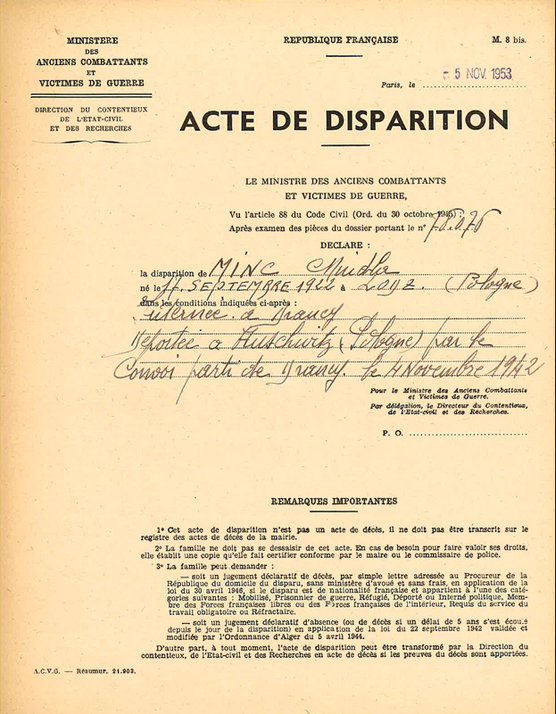 MINISTERE
DES
ANCIENS COMBATTANTS
ET
VICTIMES DE GUERRE
DIRECTION DU CONTENTIEUX
DE L'ETAT-CIVIL
ET DES RECHERCHES
REPUBLIQUE FRANÇAISE
M. 8 bis.
Paris, le 5 NOV. 1953
ACTE DE DISPARITION
LE MINISTRE DES ANCIENS COMBATTANTS
ET VICTIMES DE GUERRE,
Vu l'article 88 du Code Civil (Ord. du 30 octobre 1945) ;
Après examen des pièces du dossier portant le n°
DECLARE :
la disparition de MINC Mindla
né le SEPTEMBRE 1922 à LODZ. (Pologne)
dans les conditions indiquées ci-après :
Internée à Drancy
Déportée à Auschwitz (Pologne) par le
Convoi parti de Drancy. le 4 Novembre 1942
Pour le Ministre des Anciens Combattants
et Victimes de Guerre.
Par délégation, le Directeur du Contentieux,
de l'Etat-civil et des Recherches.
P. O.
REMARQUES IMPORTANTES
1° Cet acte de disparition n'est pas un acte de décès, il ne doit pas être transcrit sur le
registre des actes de décès de la mairie.
2° La famille ne doit pas se dessaisir de cet acte. En cas de besoin pour faire valoir ses droits,
elle établit une copie qu'elle fait certifier conforme par le maire ou le commissaire de police.
3° La famille peut demander :
— soit un jugement déclaratif de décès, par simple lettre adressée au Procureur de la
République du domicile du disparu, sans ministère d'avoué et sans frais, en application de la
loi du 30 avril 1946, si le disparu est de nationalité française et appartient à l'une des caté-
gories suivantes : Mobilisé, Prisonnier de guerre, Réfugié, Déporté ou Interné politique, Mem-
bre des Forces françaises libres ou des Forces françaises de l'intérieur, Requis du service du
travail obligatoire ou Réfractaire.
— soit un jugement déclaratif d'absence (ou de décès si un délai de 5 ans s'est écoulé
depuis le jour de la disparition) en application de la loi du 22 septembre 1942 validée et
modifiée par l'Ordonnance d'Alger du 5 avril 1944.
D'autre part, à tout moment, l'acte de disparition peut être transformé par la Direction du
contentieux, de l'Etat-civil et des Recherches en acte de décès si les preuves du décès sont apportées.
A.C.V.G. — Réaumur. 21.903.